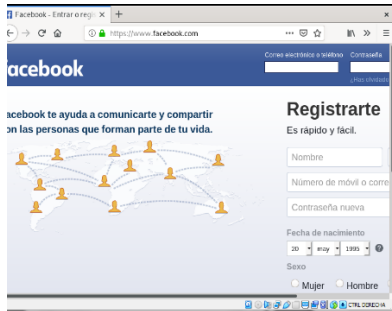 Facebook - Entrar o regis
https://www.facebook.com
Correo electrónico o teléfono Contraseña
facebook
¿Has olvidado
acebook te ayuda a comunicarte y compartir
on las personas que forman parte de tu vida.
Registrarte
Es rápido y fácil.
Nombre
Número de móvil o corre
Contraseña nueva
Fecha de nacimiento
20 may 1995
Sexo
Mujer Hombre
CTRL DERECHA